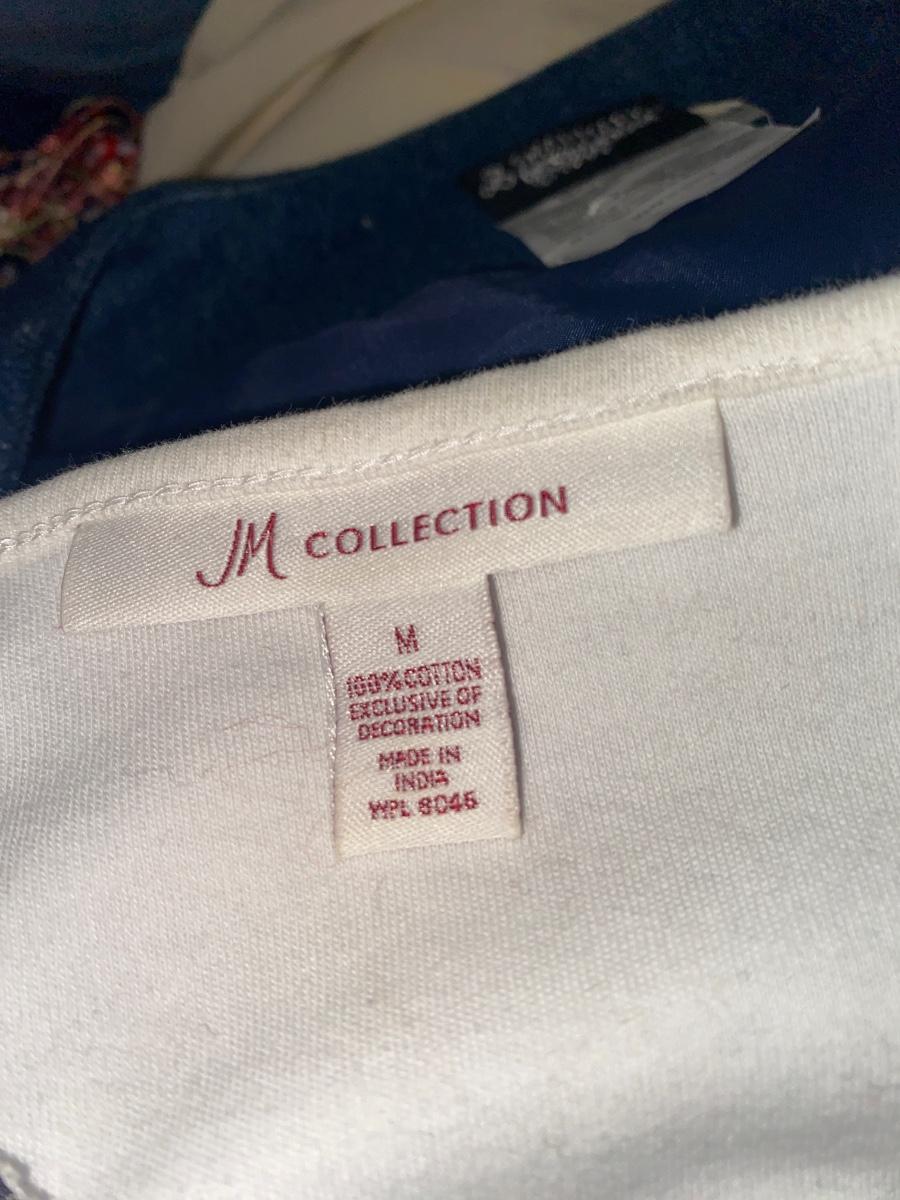 JM COLLECTION
M
100% COTTON
EXCLUSIVE OF
DECORATION
MADE IN
INDIA
WPL 8046